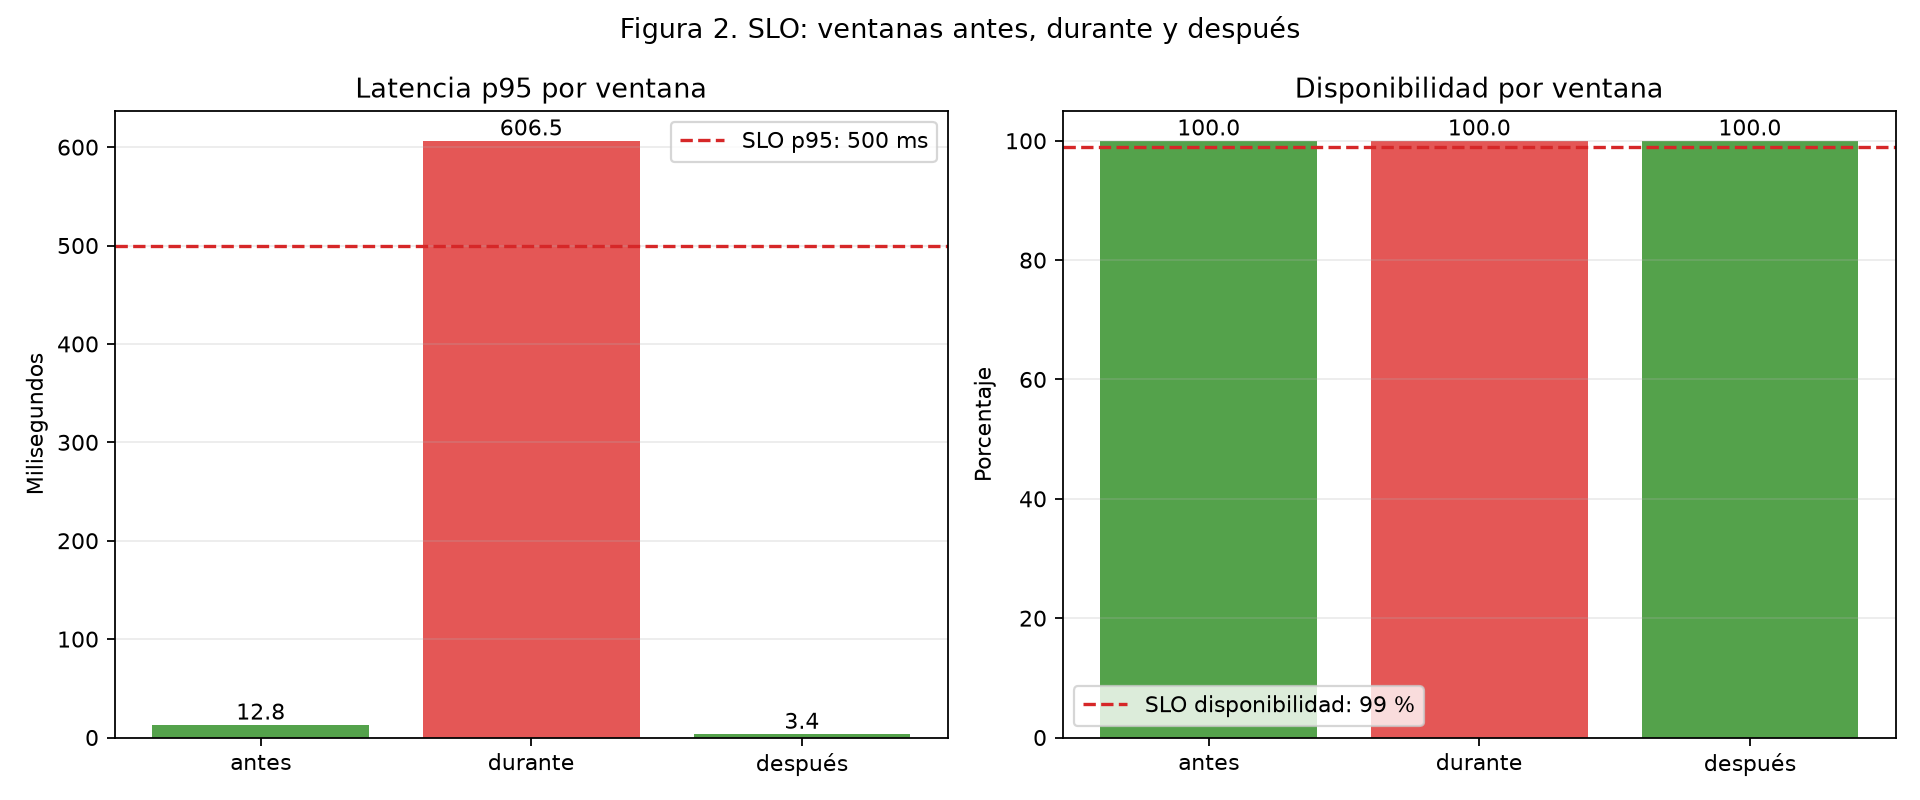 Figura 2. SLO: ventanas antes, durante y después
Latencia p95 por ventana
Milisegundos
600
500
400
300
200
100
0
606.5
12.8
3.4
SLO p95: 500 ms
antes
durante
después
Disponibilidad por ventana
Porcentaje
100
80
60
40
20
0
100.0
100.0
100.0
SLO disponibilidad: 99 %
antes
durante
después